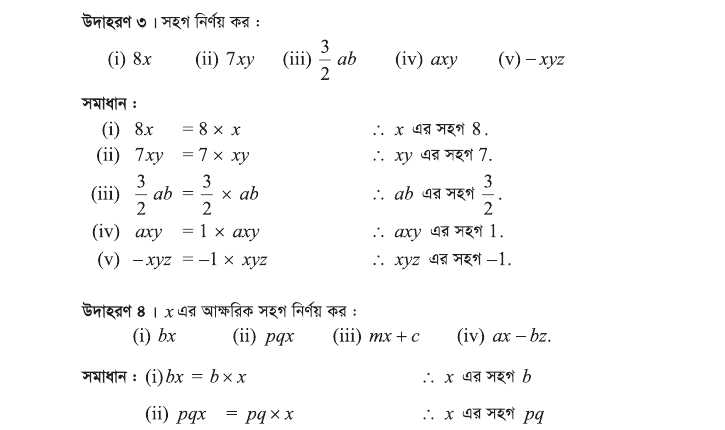 উদাহরণ ৩ । সহগ নির্ণয় কর :
(i) 8x (ii) 7xy (iii) 3/2 ab (iv) axy (v) – xyz
সমাধান :
(i) 8x = 8 × x ∴ x এর সহগ 8.
(ii) 7xy = 7 × xy ∴ xy এর সহগ 7.
(iii) 3/2 ab = 3/2 × ab ∴ ab এর সহগ 3/2.
(iv) axy = 1 × axy ∴ axy এর সহগ 1.
(v) –xyz = –1 × xyz ∴ xyz এর সহগ –1.
উদাহরণ ৪ । x এর আক্ষরিক সহগ নির্ণয় কর :
(i) bx (ii) pqx (iii) mx + c (iv) ax – bz.
সমাধান : (i) bx = b × x ∴ x এর সহগ b
(ii) pqx = pq × x ∴ x এর সহগ pq